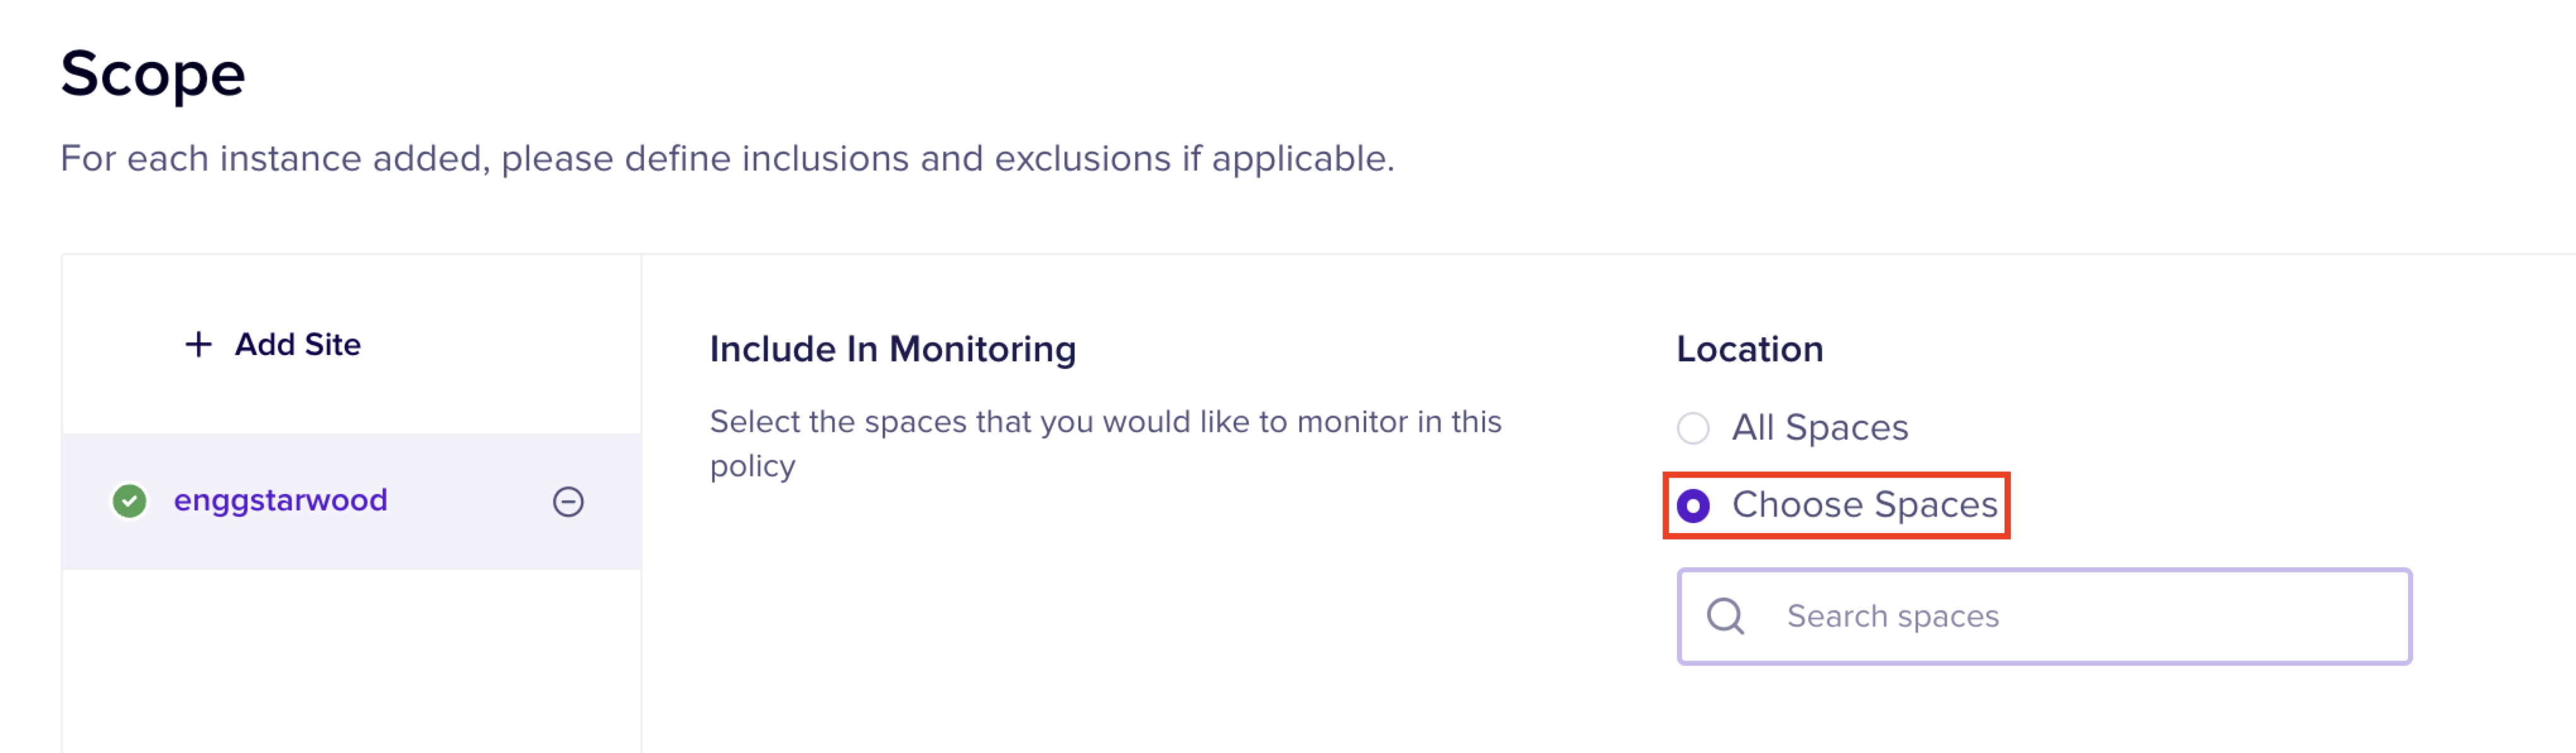 Scope
For each instance added, please define inclusions and exclusions if applicable.
+ Add Site
enggstarwood
Include In Monitoring
Select the spaces that you would like to monitor in this
policy
Location
All Spaces
Choose Spaces
Search spaces